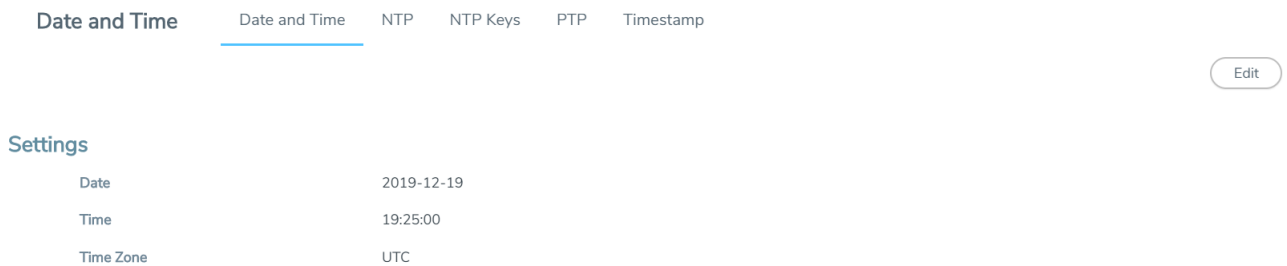 Date and Time Date and Time NTP NTP Keys PTP Timestamp
Edit
Settings
Date 2019-12-19
Time 19:25:00
Time Zone UTC